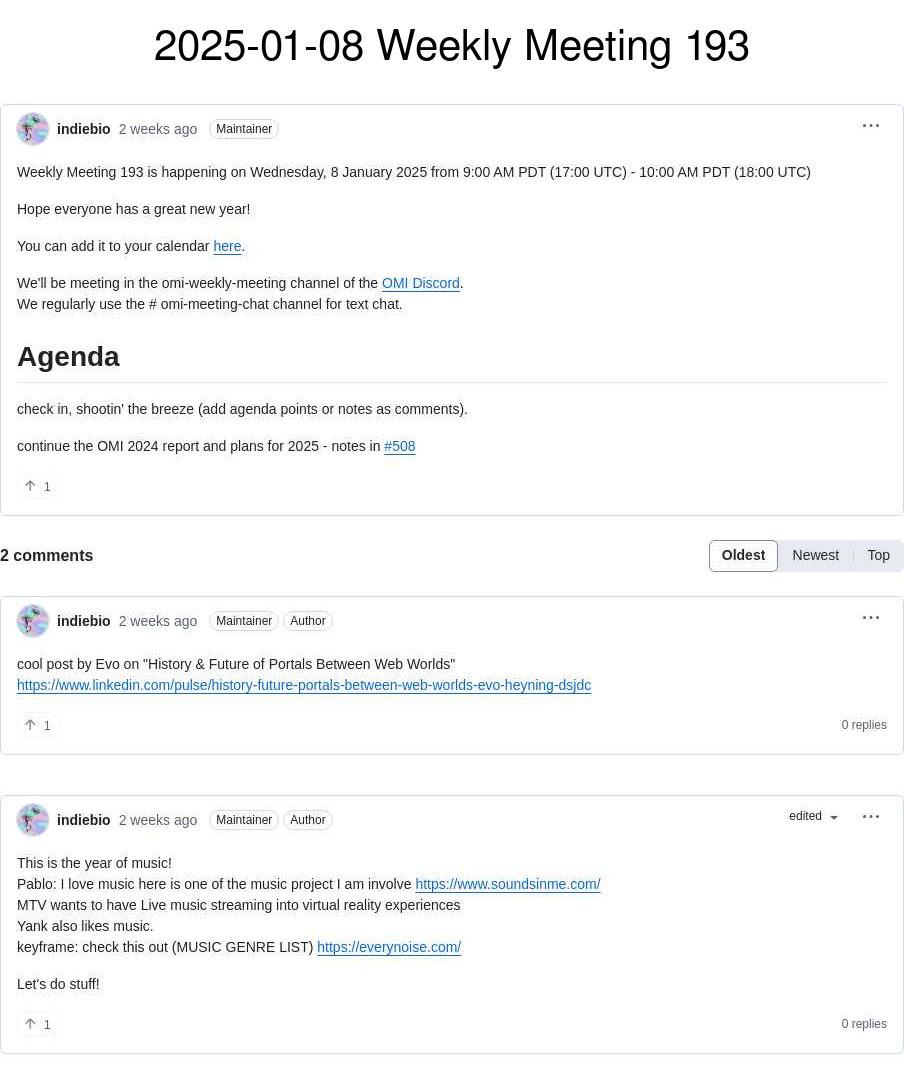 2025-01-08 Weekly Meeting 193
indiebio 2 weeks ago Maintainer
Weekly Meeting 193 is happening on Wednesday, 8 January 2025 from 9:00 AM PDT (17:00 UTC) - 10:00 AM PDT (18:00 UTC)
Hope everyone has a great new year!
You can add it to your calendar here.
We'll be meeting in the omi-weekly-meeting channel of the OMI Discord.
We regularly use the # omi-meeting-chat channel for text chat.
Agenda
check in, shootin' the breeze (add agenda points or notes as comments).
continue the OMI 2024 report and plans for 2025 - notes in #508
1
2 comments
Oldest Newest Top
indiebio 2 weeks ago Maintainer Author
cool post by Evo on "History & Future of Portals Between Web Worlds"
https://www.linkedin.com/pulse/history-future-portals-between-web-worlds-evo-heyning-dsjdc
1 0 replies
indiebio 2 weeks ago Maintainer Author edited
This is the year of music!
Pablo: I love music here is one of the music project I am involve https://www.soundsinme.com/
MTV wants to have Live music streaming into virtual reality experiences
Yank also likes music.
keyframe: check this out (MUSIC GENRE LIST) https://everynoise.com/
Let's do stuff!
1 0 replies